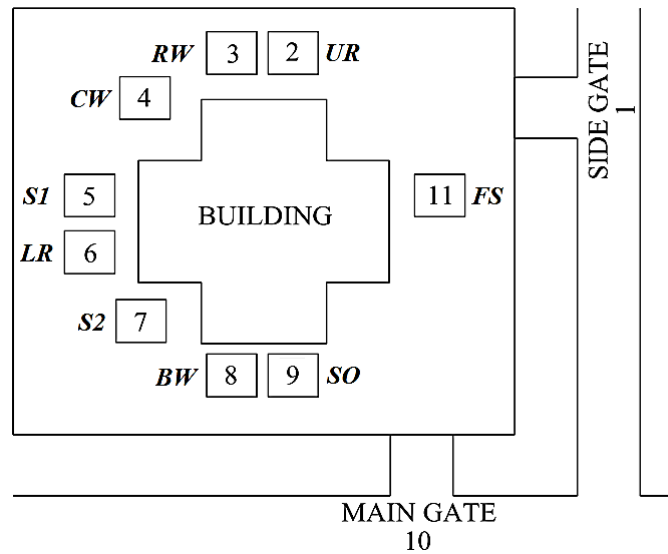 RW 3 2 UR
CW 4
SIDE GATE
1
S1 5
BUILDING
11 FS
LR 6
S2 7
BW 8 9 SO
MAIN GATE
10